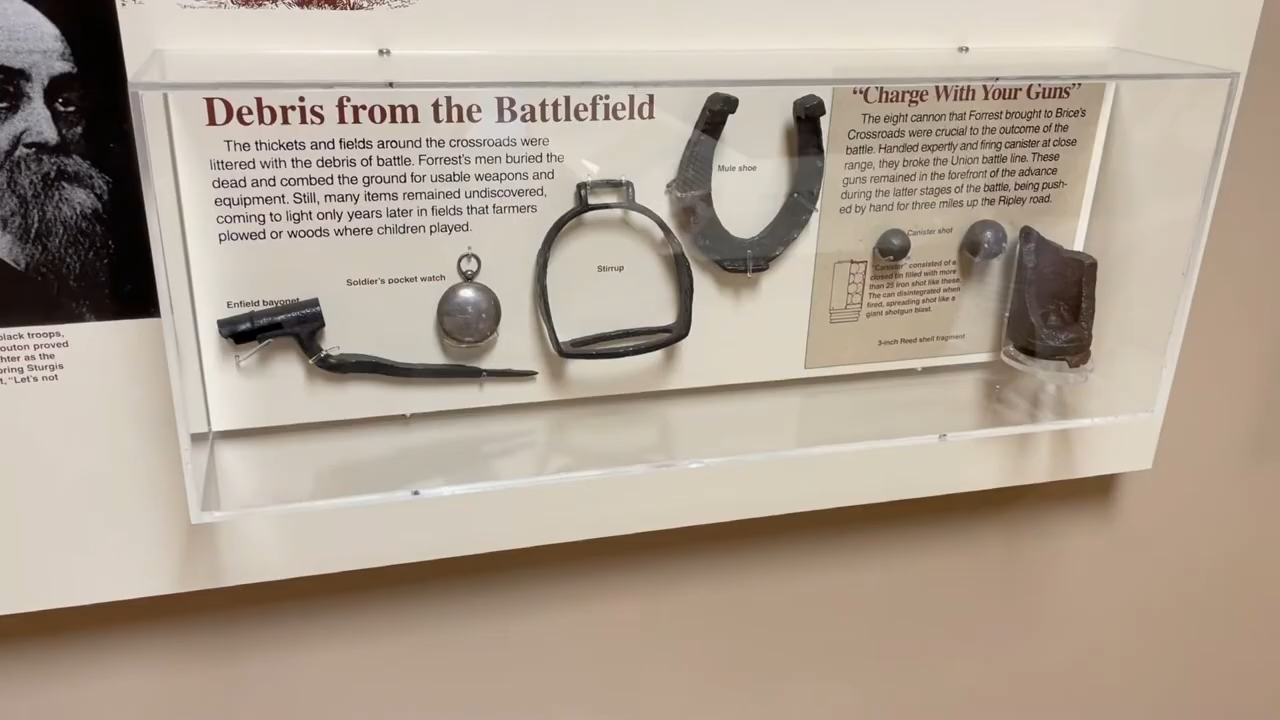 Debris from the Battlefield
The thickets and fields around the crossroads were
littered with the debris of battle. Forrest's men buried the
dead and combed the ground for usable weapons and
equipment. Still, many items remained undiscovered,
coming to light only years later in fields that farmers
plowed or woods where children played.
Enfield bayonet
Soldier's pocket watch
Stirrup
Mule shoe
"Charge With Your Guns"
The eight cannon that Forrest brought to Brice's
Crossroads were crucial to the outcome of the
battle. Handled expertly and firing canister at close
range, they broke the Union battle line. These
guns remained in the forefront of the advance
during the latter stages of the battle, being push-
ed by hand for three miles up the Ripley road.
Canister shot
"Canister" consisted of a
closed tin filled with more
than 25 iron shot like these.
The can disintegrated when
fired, spreading shot like a
giant shotgun blast.
3-inch Reed shell fragment
black troops,
outon proved
hter as the
ring Sturgis
t, "Let's not